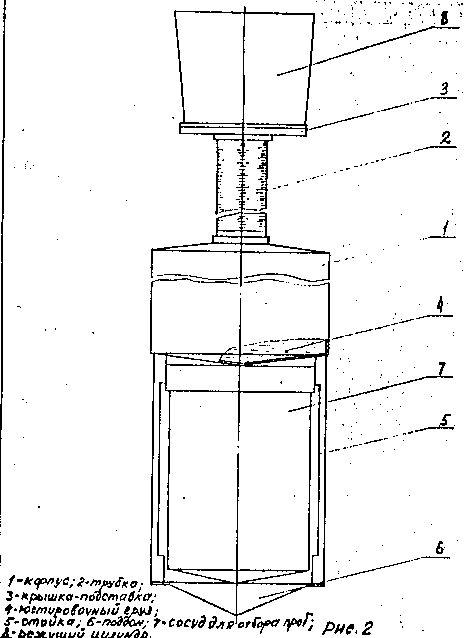 8
3
2
1
4
7
5
6
1-корпус; 2-трубка;
3-крышка-подставка;
4-юстировочный груз;
5-стойка; 6-поддон; 7-сосуд для отбора проб;
8-режущий цилиндр.
Рис. 2